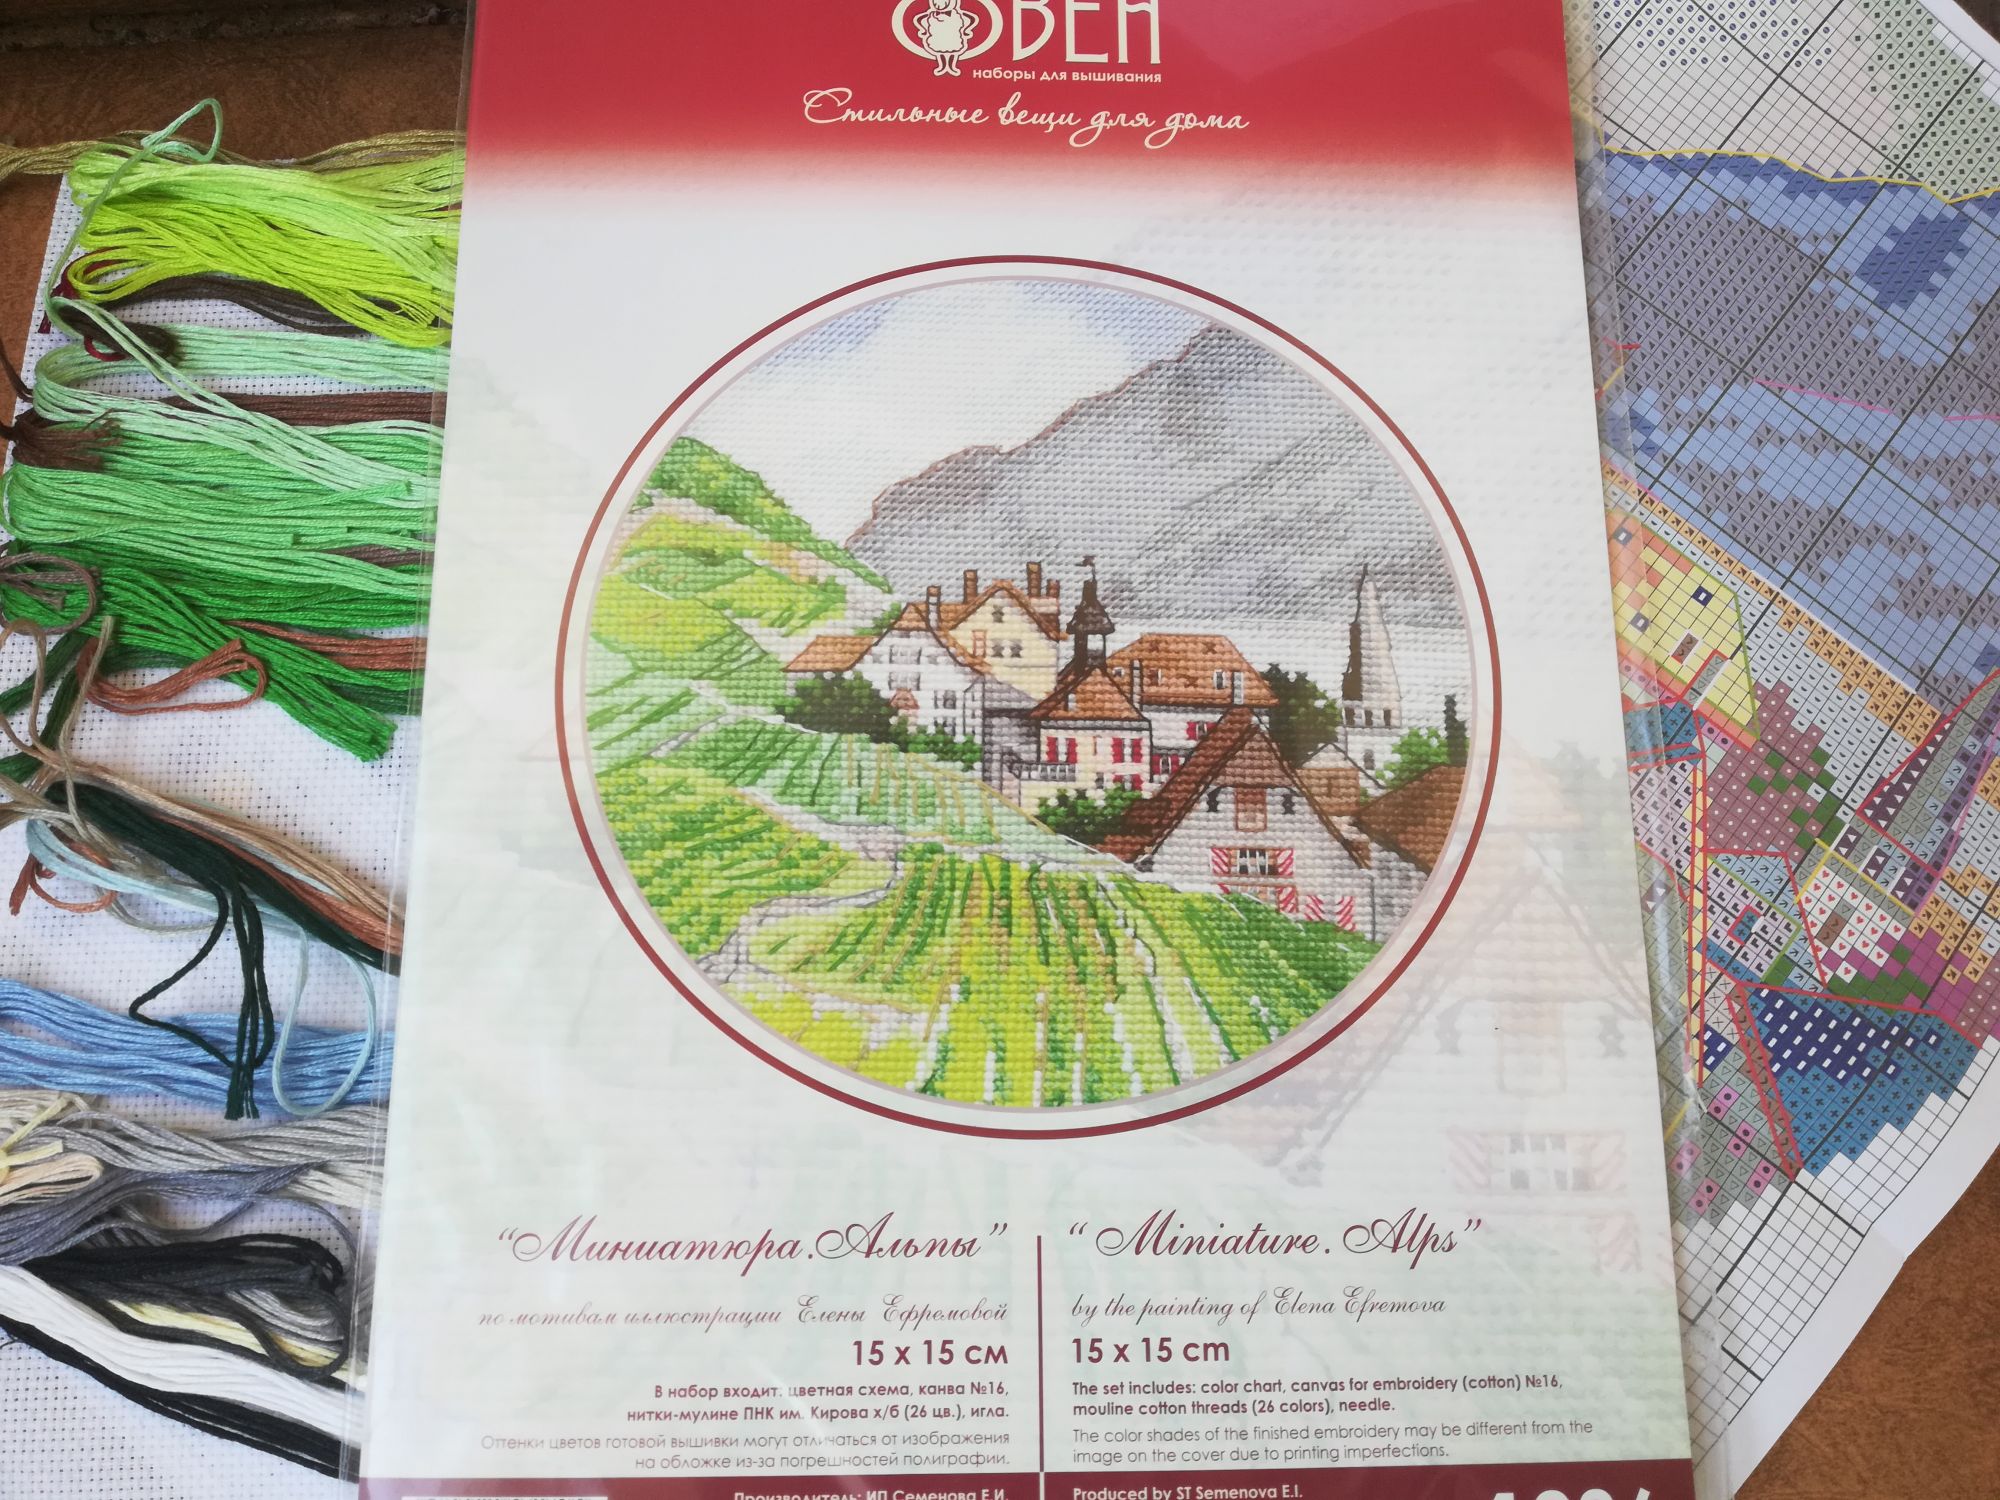 ОВЕН
наборы для вышивания
Стильные вещи для дома
"Миниатюра. Альпы"
по мотивам иллюстрации Елены Ефремовой
15 х 15 см
В набор входит: цветная схема, канва №16,
нитки-мулине ПНК им. Кирова х/б (26 цв.), игла.
Оттенки цветов готовой вышивки могут отличаться от изображения
на обложке из-за погрешностей полиграфии.
Производитель: ИП Семенова Е.И.
"Miniature. Alps"
by the painting of Elena Efremova
15 x 15 cm
The set includes: color chart, canvas for embroidery (cotton) №16,
mouline cotton threads (26 colors), needle.
The color shades of the finished embroidery may be different from the
image on the cover due to printing imperfections.
Produced by ST Semenova E.I.